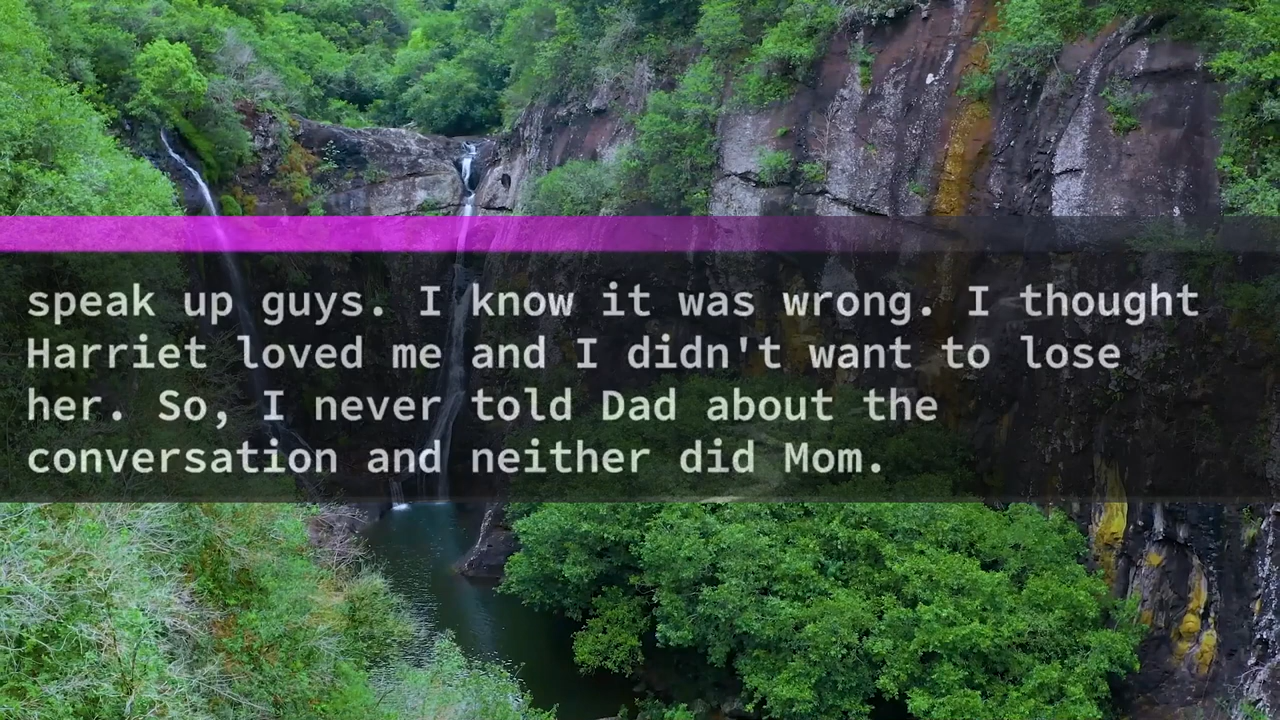 speak up guys. I know it was wrong. I thought
Harriet loved me and I didn't want to lose
her. So, I never told Dad about the
conversation and neither did Mom.